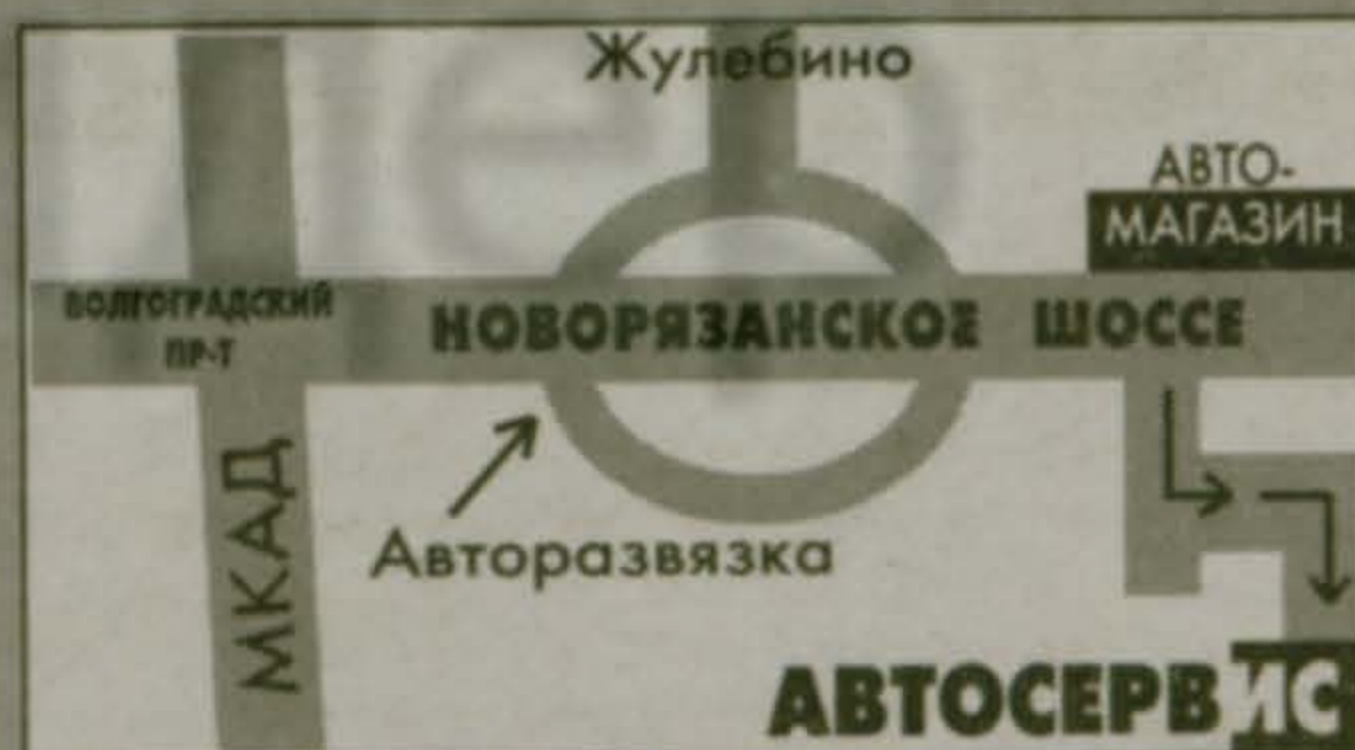 Жулебино
АВТО-
МАГАЗИН
ВОЛГОГРАДСКИЙ
ПР-Т
НОВОРЯЗАНСКОЕ ШОССЕ
МКАД
Авторазвязка
АВТОСЕРВИС